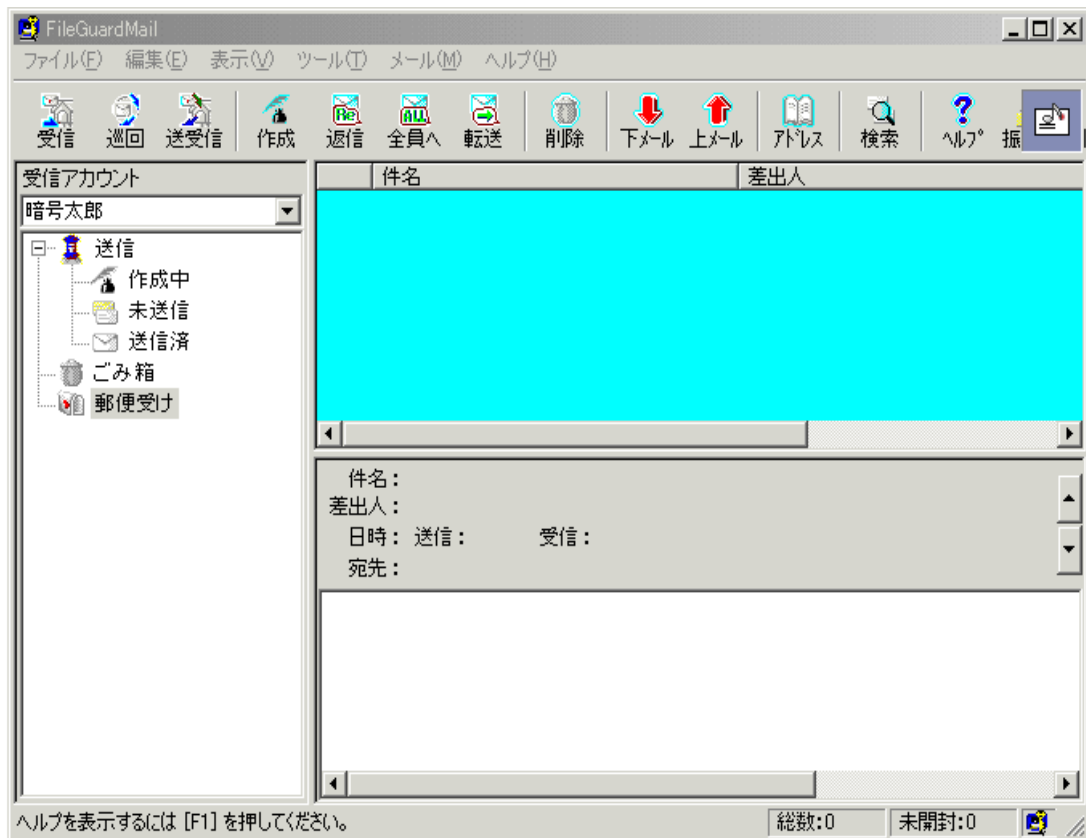 FileGuardMail
ファイル(F) 編集(E) 表示(V) ツール(T) メール(M) ヘルプ(H)
受信 巡回 送受信 作成 返信 全員へ 転送 削除 下メール 上メール アドレス 検索 ヘルプ 振
受信アカウント
暗号太郎
送信
作成中
未送信
送信済
ごみ箱
郵便受け
件名 差出人
件名：
差出人：
日時： 送信： 受信：
宛先：
ヘルプを表示するには [F1] を押してください。
総数:0 未開封:0